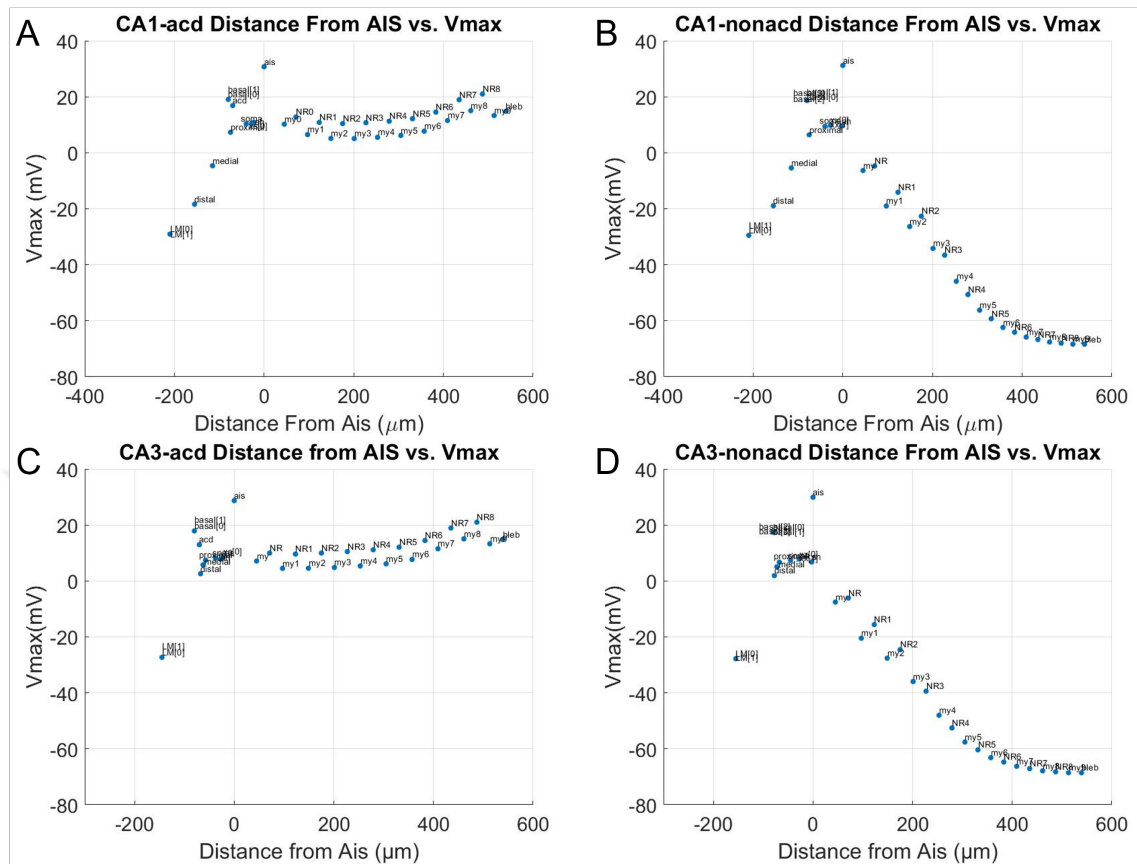 A
CA1-acd Distance From AIS vs. Vmax
40
20
0
-20
-40
-60
-80
Vmax (mV)
ais
basal[1]
basal[0]
acd
soma
proximal
medial
distal
LM[0]
LM[1]
my0
NR0
my1
NR1
my2
NR2
my3
NR3
my4
NR4
my5
NR5
my6
NR6
my7
NR7
my8
NR8
bleb
-400
-200
0
200
400
600
Distance From Ais (μm)
B
CA1-nonacd Distance From AIS vs. Vmax
40
20
0
-20
-40
-60
-80
Vmax(mV)
ais
basal[2]
proximal
medial
distal
LM[1]
LM[0]
my
NR
my1
NR1
my2
NR2
my3
NR3
my4
NR4
my5
NR5
my6
NR6
my7
NR7
bleb
-400
-200
0
200
400
600
Distance From Ais (μm)
C
CA3-acd Distance from AIS vs. Vmax
40
20
0
-20
-40
-60
-80
Vmax(mV)
ais
basal[1]
basal[0]
acd
medial
distal
LM[1]
LM[0]
my
NR
my1
NR1
my2
NR2
my3
NR3
my4
NR4
my5
NR5
my6
NR6
my7
NR7
my8
NR8
bleb
-200
0
200
400
600
Distance from Ais (μm)
D
CA3-nonacd Distance From AIS vs. Vmax
40
20
0
-20
-40
-60
-80
Vmax(mV)
ais
medial
distal
LM[0]
LM[1]
my
NR
my1
NR1
my2
NR2
my3
NR3
my4
NR4
my5
NR5
my6
NR6
my7
NR7
bleb
-200
0
200
400
600
Distance from Ais (μm)